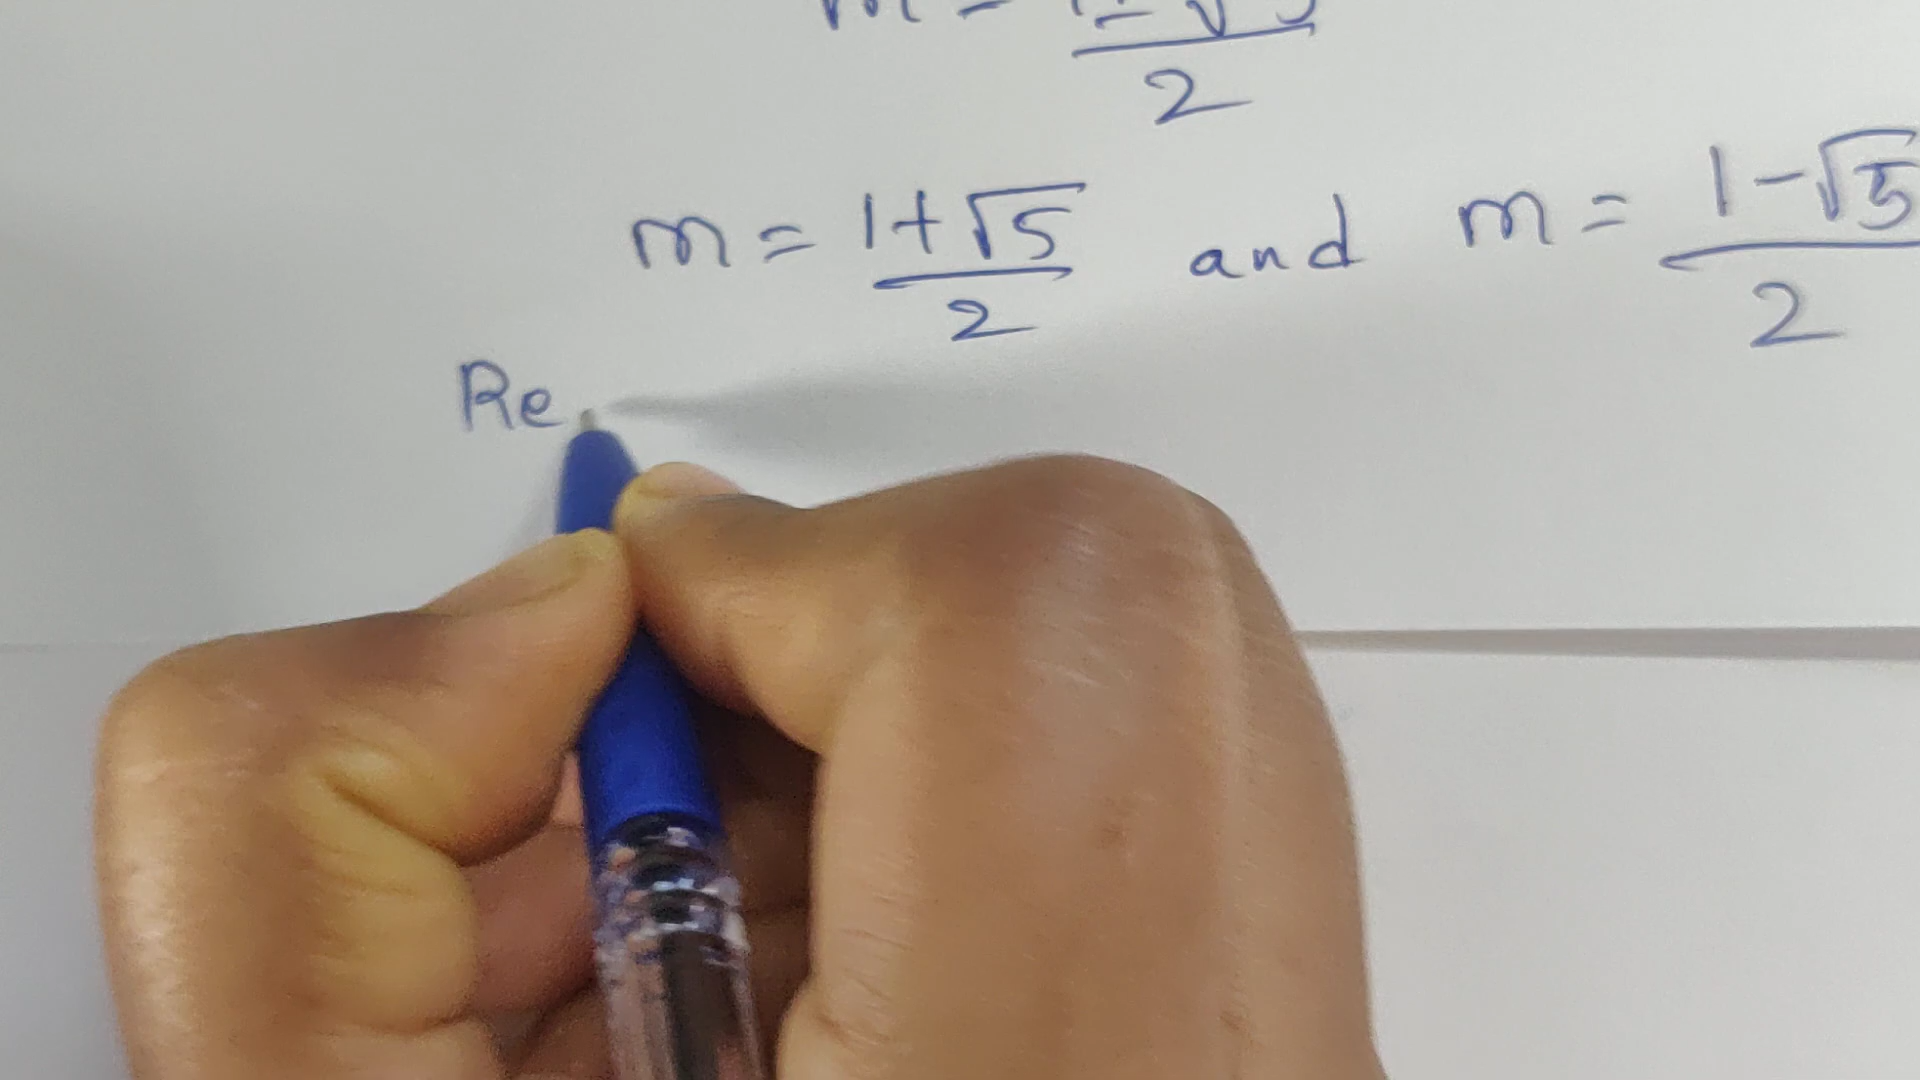 2
m = 1+√5/2 and m = 1-√5/2
Re